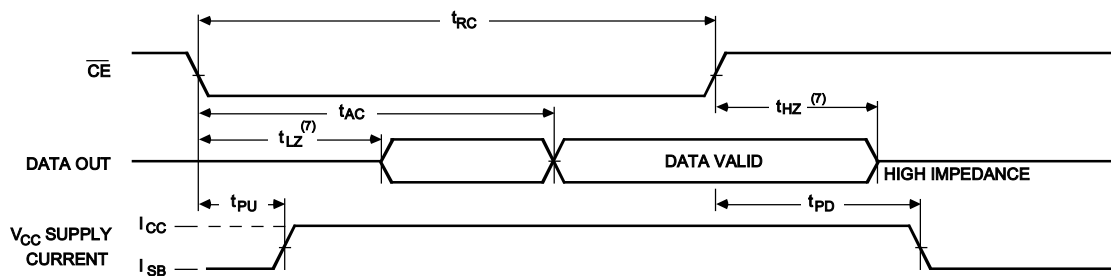 tRC
CE
tAC
tHZ (7)
tLZ(7)
DATA OUT
DATA VALID
HIGH IMPEDANCE
tPU
tPD
VCC SUPPLY
CURRENT
ICC
ISB